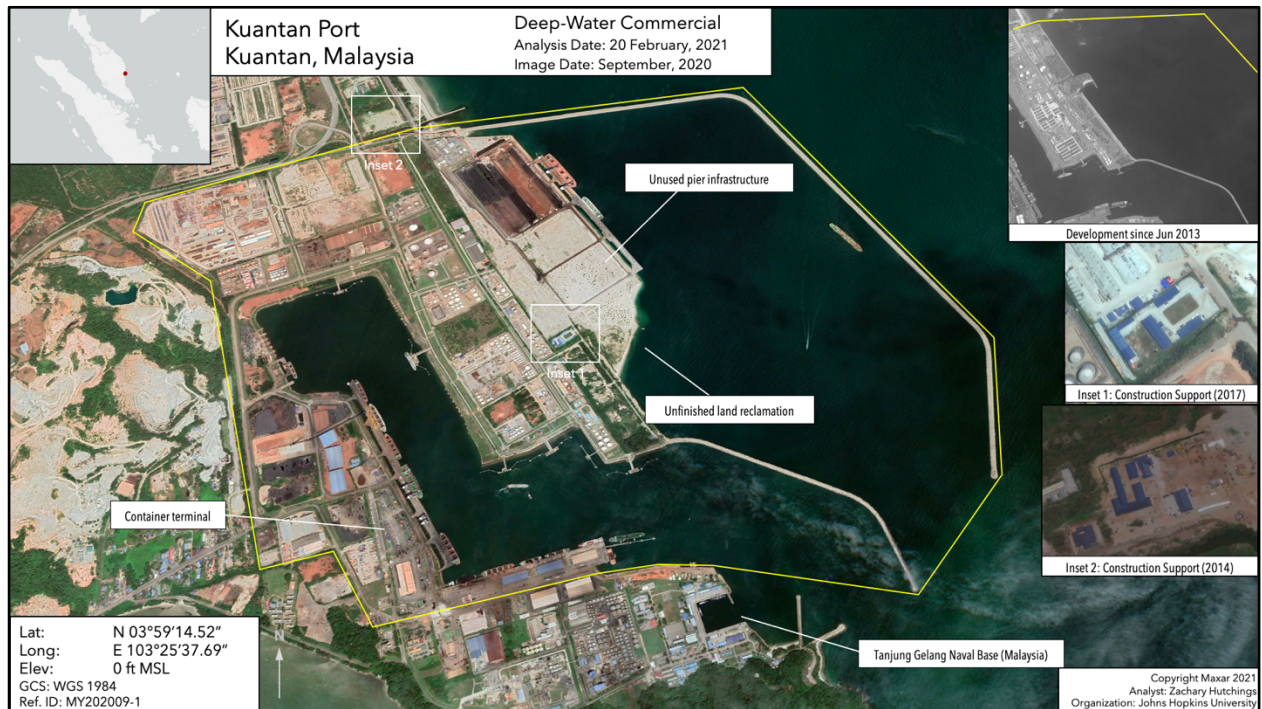 Kuantan Port
Kuantan, Malaysia
Deep-Water Commercial
Analysis Date: 20 February, 2021
Image Date: September, 2020
Inset 2
Unused pier infrastructure
Development since Jun 2013
Inset 1
Inset 1: Construction Support (2017)
Unfinished land reclamation
Container terminal
Inset 2: Construction Support (2014)
Lat: N 03°59′14.52″
Long: E 103°25′37.69″
Elev: 0 ft MSL
GCS: WGS 1984
Ref. ID: MY202009-1
N
Tanjung Gelang Naval Base (Malaysia)
Copyright Maxar 2021
Analyst: Zachary Hutchings
Organization: Johns Hopkins University